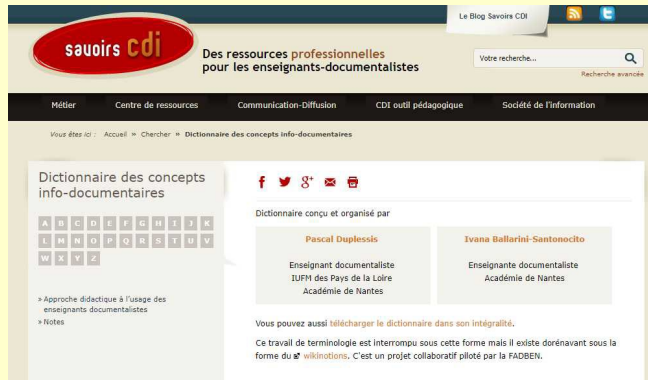 Le Blog Savoirs CDI
savoirs cdi
Des ressources professionnelles
pour les enseignants-documentalistes
Votre recherche...
Recherche avancée
Métier Centre de ressources Communication-Diffusion CDI outil pédagogique Société de l'information
Vous êtes ici : Accueil » Chercher » Dictionnaire des concepts info-documentaires
Dictionnaire des concepts
info-documentaires
A B C D E F G H I J K
L M N O P Q R S T U V
W X Y Z
» Approche didactique à l'usage des
enseignants documentalistes
» Notes
Dictionnaire conçu et organisé par
Pascal Duplessis
Enseignant documentaliste
IUFM des Pays de la Loire
Académie de Nantes
Ivana Ballarini-Santonocito
Enseignante documentaliste
Académie de Nantes
Vous pouvez aussi télécharger le dictionnaire dans son intégralité.
Ce travail de terminologie est interrompu sous cette forme mais il existe dorénavant sous la
forme du wikinotions. C'est un projet collaboratif piloté par la FADBEN.